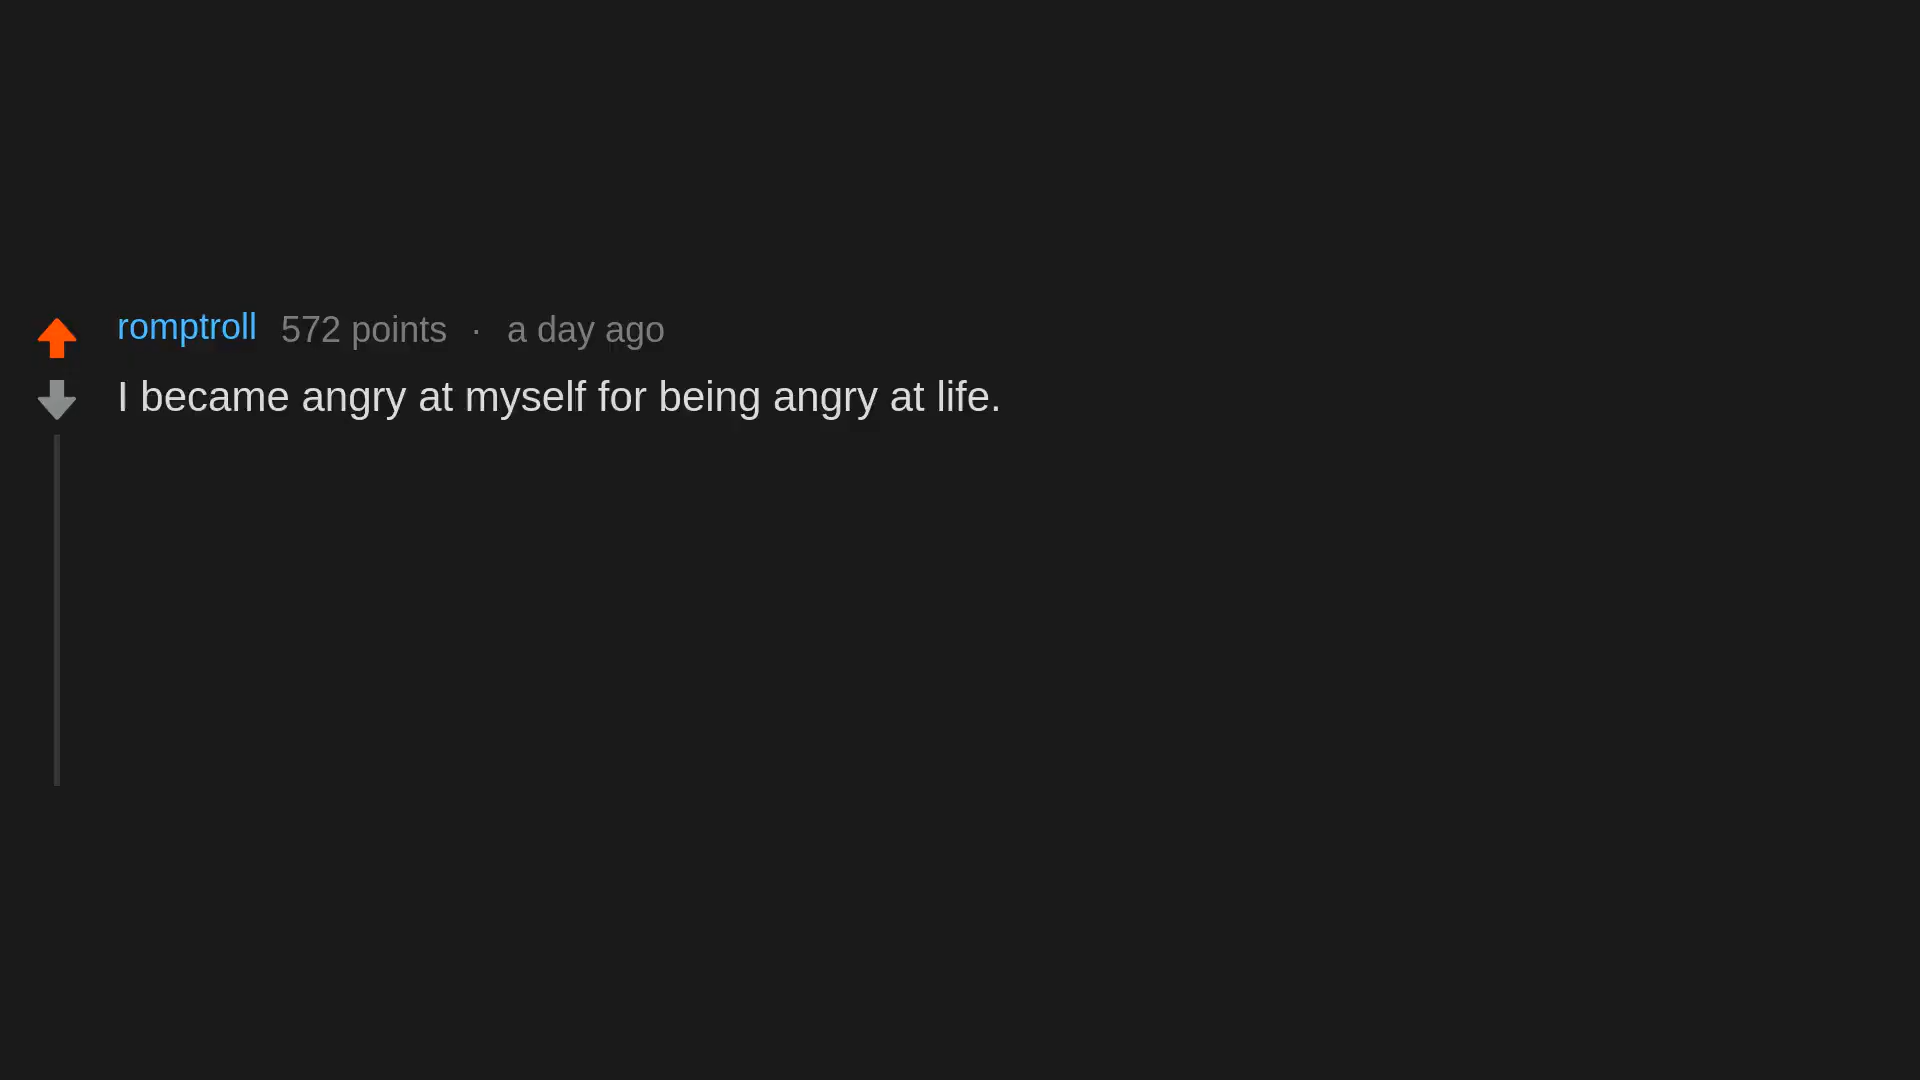 romptroll 572 points · a day ago
I became angry at myself for being angry at life.